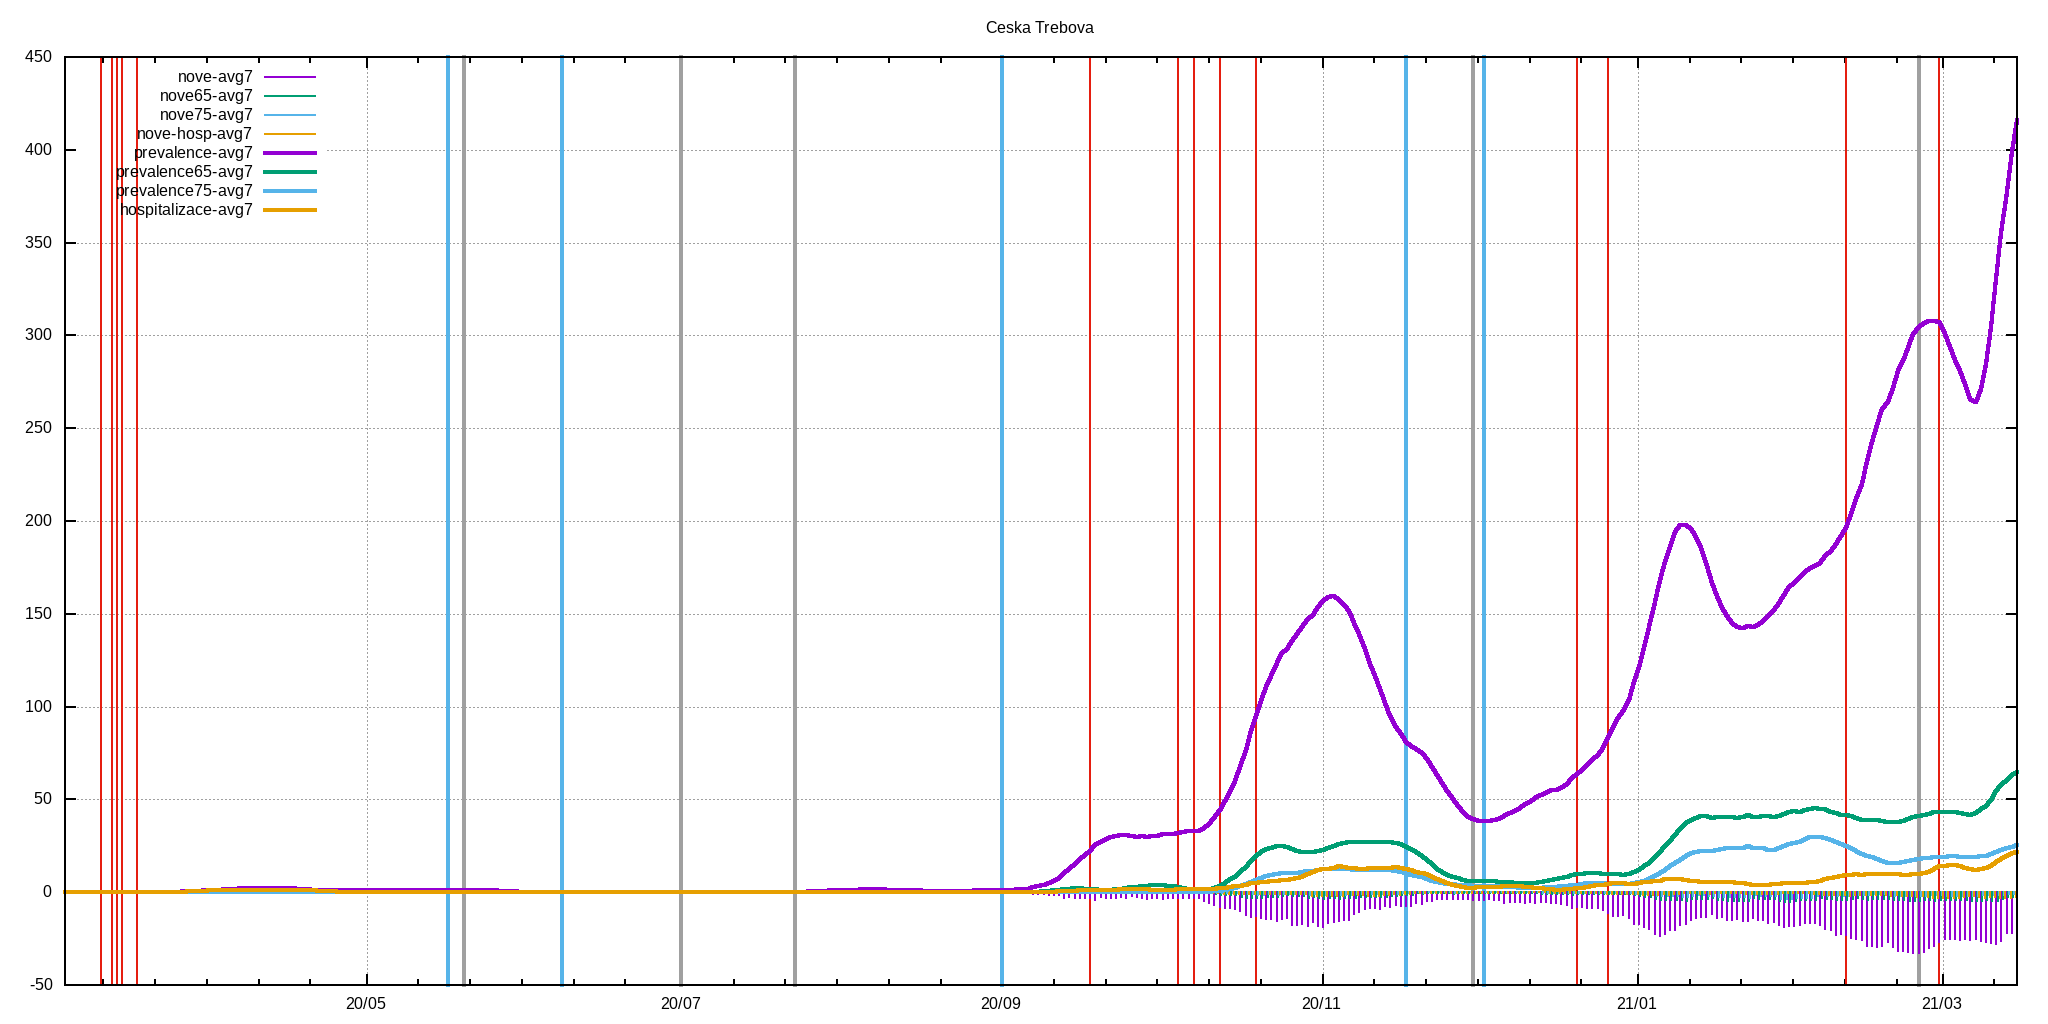 Ceska Trebova
450
400
350
300
250
200
150
100
50
0
-50
nove-avg7
nove65-avg7
nove75-avg7
nove-hosp-avg7
prevalence-avg7
prevalence65-avg7
prevalence75-avg7
hospitalizace-avg7
20/05
20/07
20/09
20/11
21/01
21/03